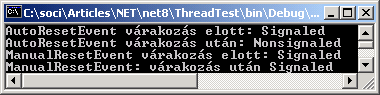 C:\soci\Articles\NET\net8\ThreadTest\bin\Debug\...
AutoResetEvent várakozás elott: Signaled
AutoResetEvent várakozás után: Nonsignaled
ManualResetEvent várakozás elott: Signaled
ManualResetEvent: várakozás után Signaled